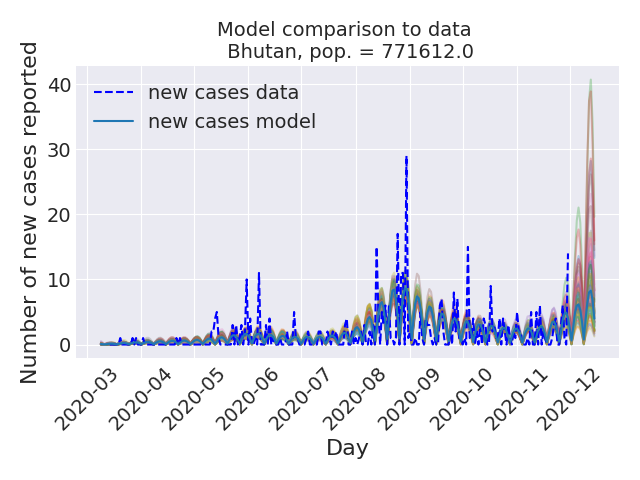 Model comparison to data
Bhutan, pop. = 771612.0
new cases data
new cases model
Number of new cases reported
40
30
20
10
0
2020-03
2020-04
2020-05
2020-06
2020-07
2020-08
2020-09
2020-10
2020-11
2020-12
Day